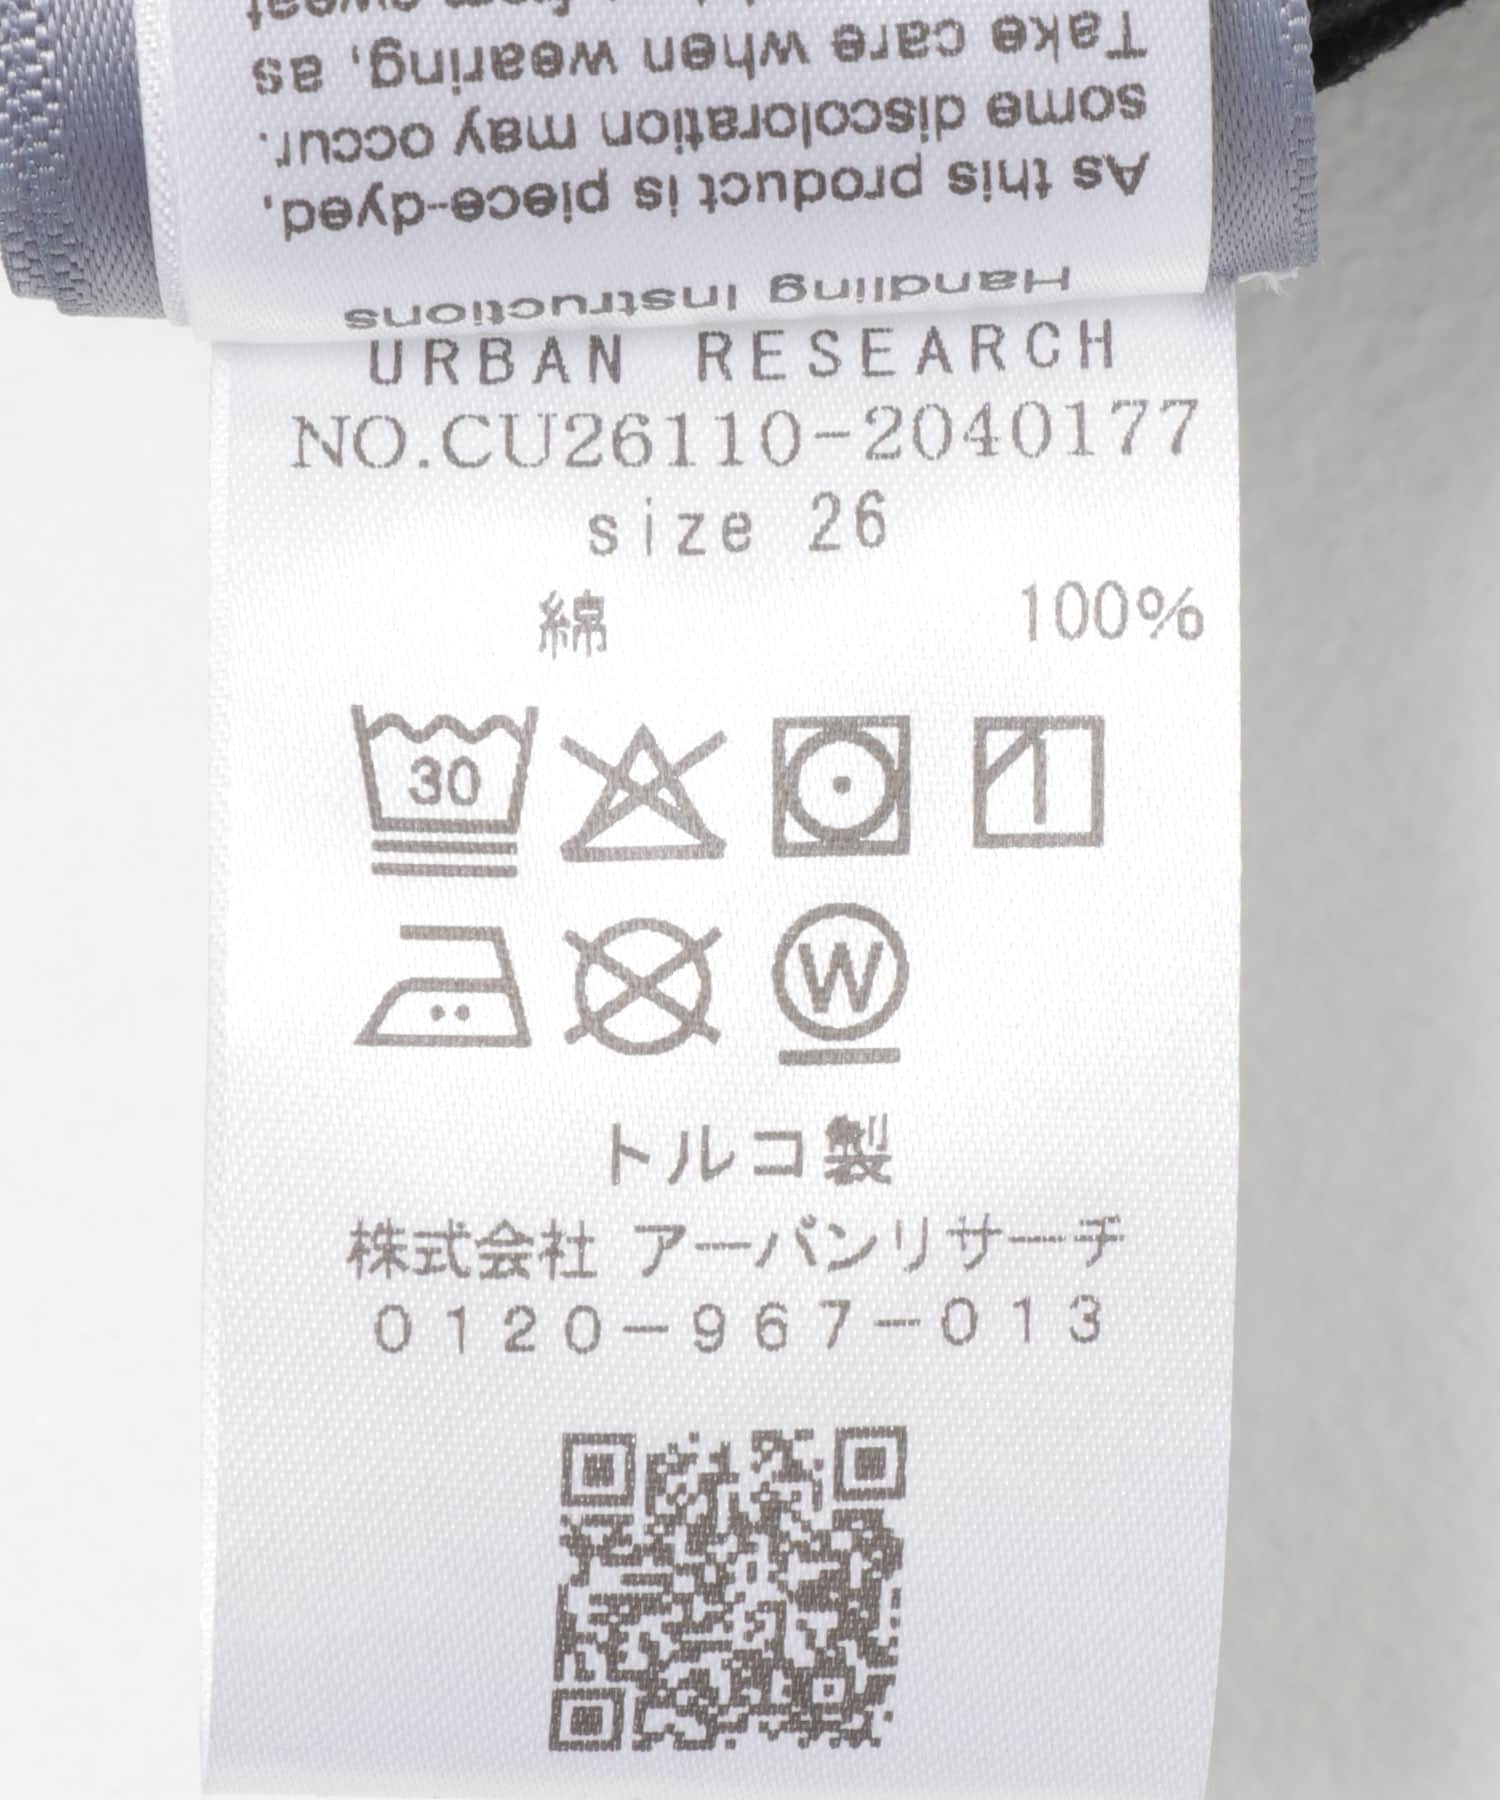 Take care when wearing, as
some discoloration may occur.
As this product is piece-dyed,
Handling Instructions
URBAN RESEARCH
NO.CU26110-2040177
size 26
綿 100%
30
W
トルコ製
株式会社 アーバンリサーチ
0120-967-013